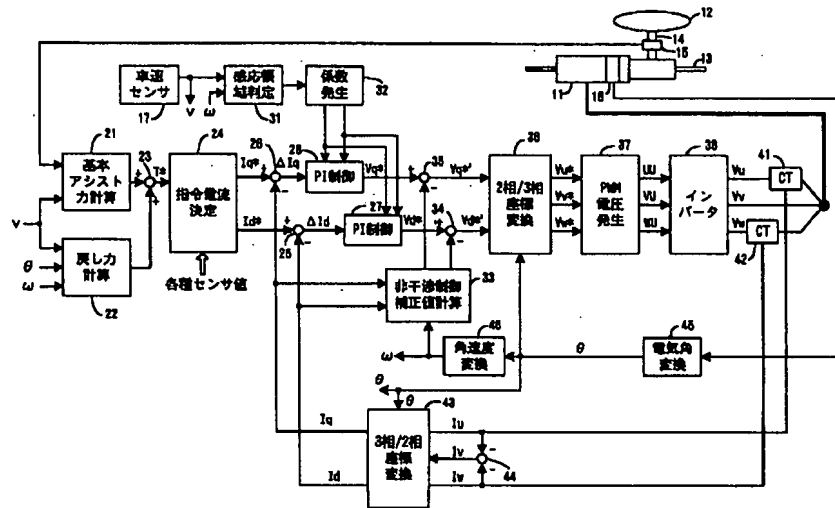 12
14
15
13
11
16
車速
センサ
17
感応領
域判定
31
係数
発生
32
v
ω
21
基本
アシスト
力計算
23
T*
24
指令電流
決定
各種センサ値
Iq*
26
ΔIq
28
PI制御
Vq*
35
Vq*'
Id*
25
ΔId
27
PI制御
Vd*
34
Vd*'
36
2相/3相
座標
変換
Vu*
Vv*
Vw*
37
PWM
電圧
発生
UU
VU
WU
38
イン
バータ
Vu
Vv
Vw
41
CT
CT
42
v
θ
ω
戻し力
計算
22
非干渉制御
補正値計算
33
ω
角速度
変換
46
θ
電気角
変換
45
θ
θ
43
3相/2相
座標
変換
Iq
Id
Iu
Iv
Iw
44